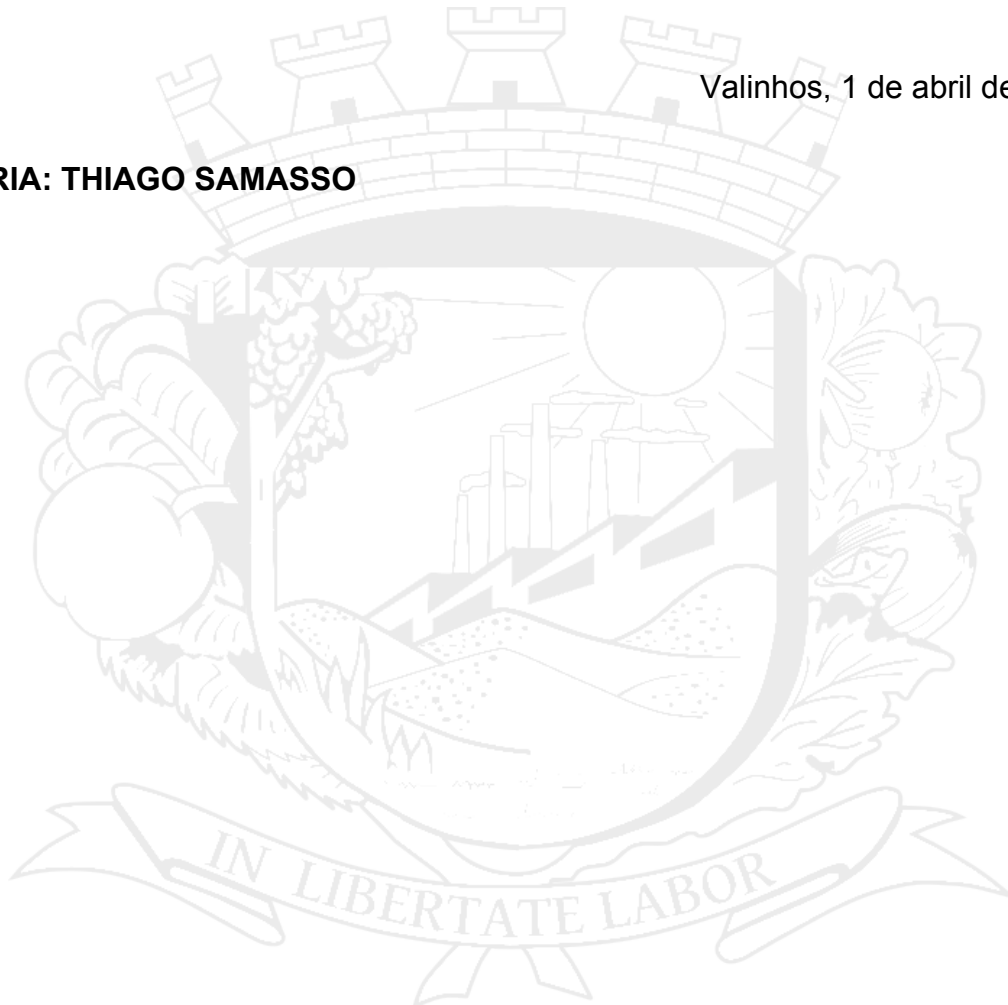 Valinhos, 1 de abril de
RIA: THIAGO SAMASSO
IN LIBERTATE LABOR